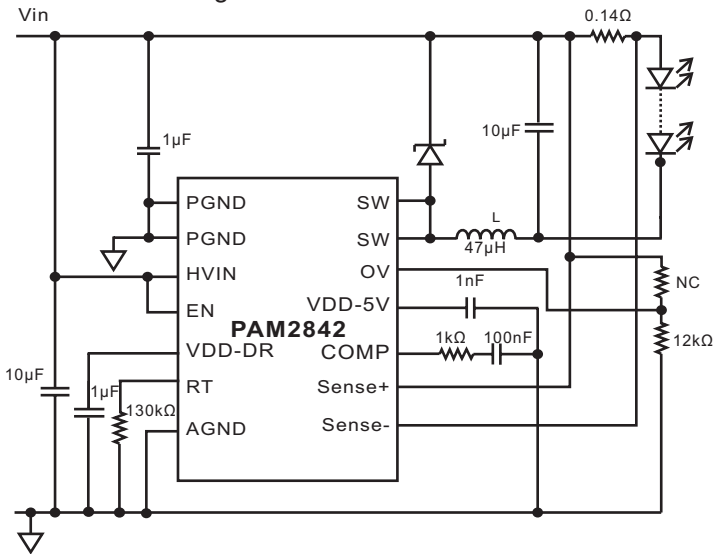 Vin
0.14Ω
1µF
10µF
PGND
SW
L
PGND
SW
47µH
HVIN
OV
NC
1nF
EN
VDD-5V
PAM2842
1kΩ
100nF
VDD-DR
COMP
12kΩ
10µF
1µF
RT
Sense+
130kΩ
AGND
Sense-